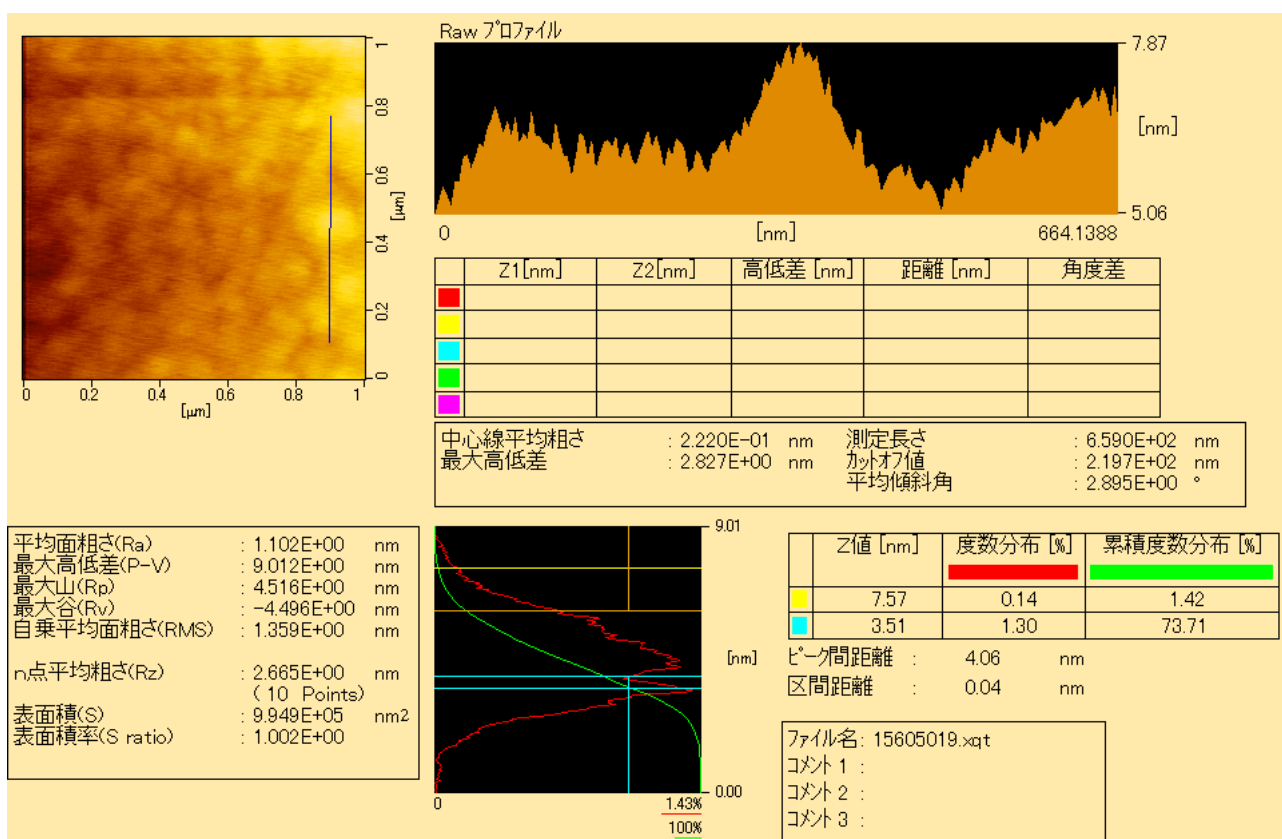 Raw プロファイル
7.87
[nm]
5.06
0 [nm] 664.1388
1
0.8
0.6
[μm]
0.4
0.2
0
0 0.2 0.4 0.6 0.8 1
[μm]
Z1[nm] Z2[nm] 高低差 [nm] 距離 [nm] 角度差
中心線平均粗さ : 2.220E-01 nm 測定長さ : 6.590E+02 nm
最大高低差 : 2.827E+00 nm カットオフ値 : 2.197E+02 nm
平均傾斜角 : 2.895E+00 °
平均面粗さ(Ra) : 1.102E+00 nm
最大高低差(P-V) : 9.012E+00 nm
最大山(Rp) : 4.516E+00 nm
最大谷(Rv) : -4.496E+00 nm
自乗平均面粗さ(RMS) : 1.359E+00 nm
n点平均粗さ(Rz) : 2.665E+00 nm
( 10 Points)
表面積(S) : 9.949E+05 nm2
表面積率(S ratio) : 1.002E+00
9.01
[nm]
0.00
0 1.43%
100%
Z値 [nm] 度数分布 [%] 累積度数分布 [%]
7.57 0.14 1.42
3.51 1.30 73.71
ピーク間距離 : 4.06 nm
区間距離 : 0.04 nm
ファイル名: 15605019.xqt
コメント 1 :
コメント 2 :
コメント 3 :